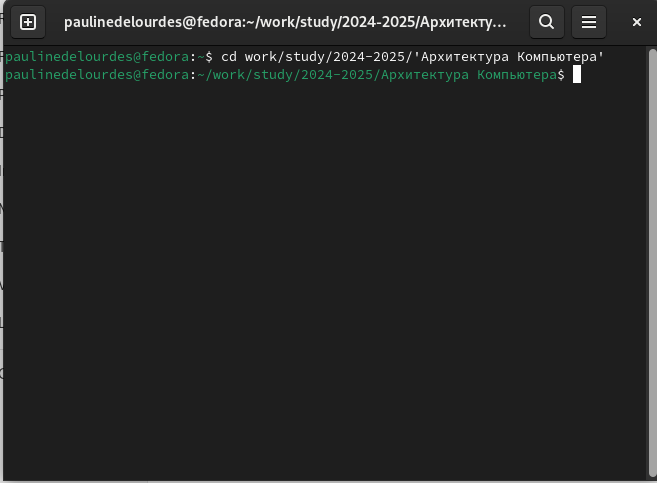 paulinedelourdes@fedora:~/work/study/2024-2025/Архитекту…
paulinedelourdes@fedora:~$ cd work/study/2024-2025/'Архитектура Компьютера'
paulinedelourdes@fedora:~/work/study/2024-2025/Архитектура Компьютера$